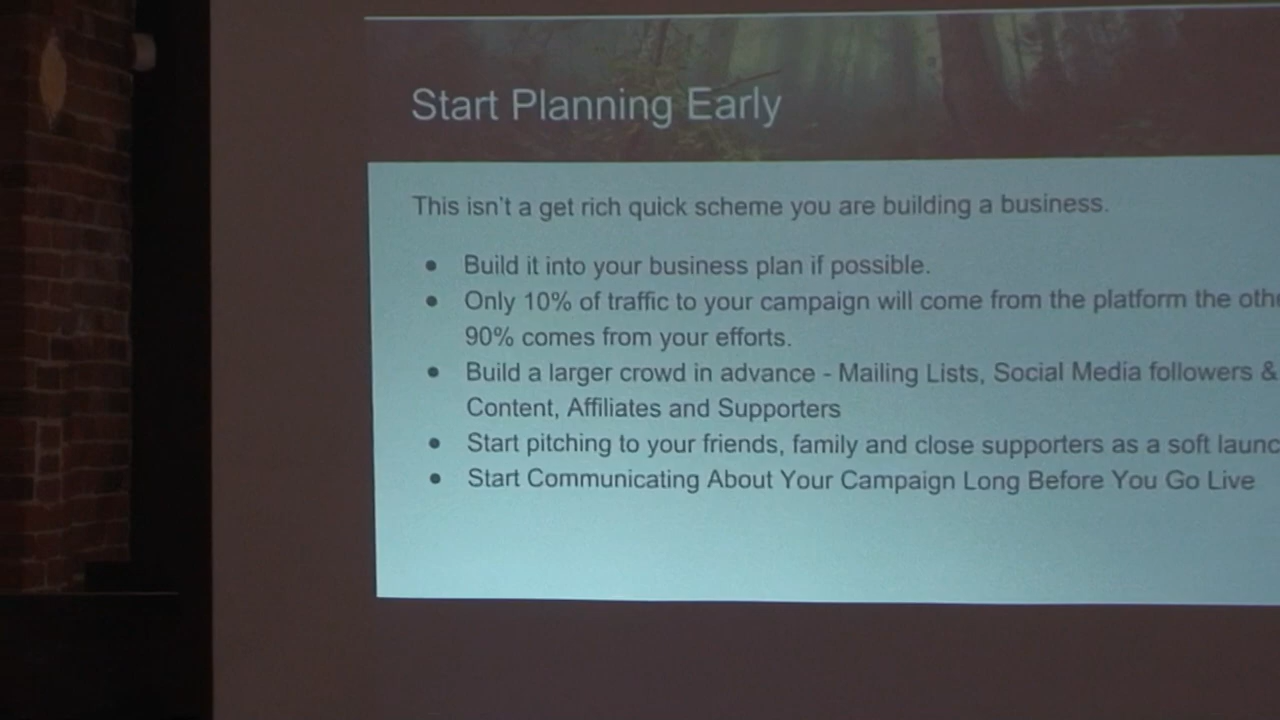 Start Planning Early
This isn't a get rich quick scheme you are building a business.
● Build it into your business plan if possible.
● Only 10% of traffic to your campaign will come from the platform the
90% comes from your efforts.
● Build a larger crowd in advance - Mailing Lists, Social Media followers &
Content, Affiliates and Supporters
● Start pitching to your friends, family and close supporters as a soft
● Start Communicating About Your Campaign Long Before You Go Live